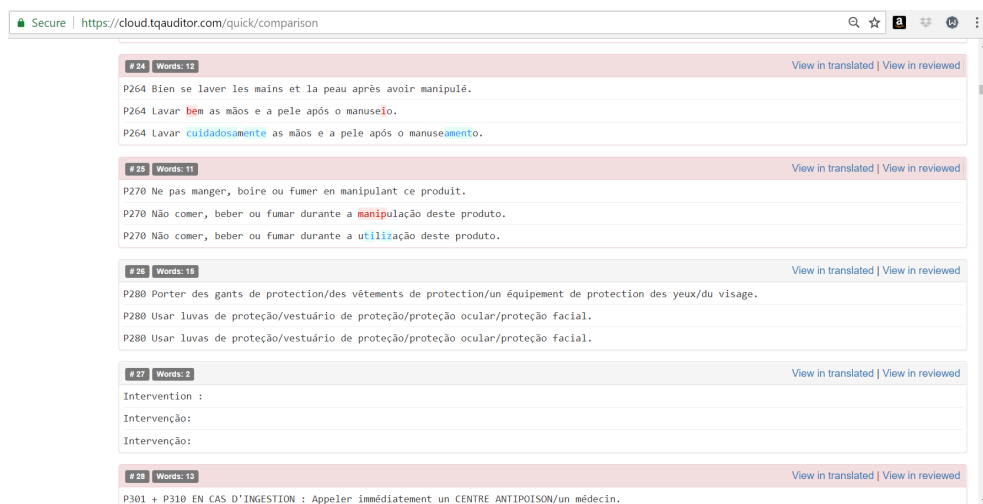 Secure https://cloud.tqauditor.com/quick/comparison
# 24 Words: 12 View in translated | View in reviewed
P264 Bien se laver les mains et la peau après avoir manipulé.
P264 Lavar bem as mãos e a pele após o manuseio.
P264 Lavar cuidadosamente as mãos e a pele após o manuseamento.
# 25 Words: 11 View in translated | View in reviewed
P270 Ne pas manger, boire ou fumer en manipulant ce produit.
P270 Não comer, beber ou fumar durante a manipulação deste produto.
P270 Não comer, beber ou fumar durante a utilização deste produto.
# 26 Words: 15 View in translated | View in reviewed
P280 Porter des gants de protection/des vêtements de protection/un équipement de protection des yeux/du visage.
P280 Usar luvas de proteção/vestuário de proteção/proteção ocular/proteção facial.
P280 Usar luvas de proteção/vestuário de proteção/proteção ocular/proteção facial.
# 27 Words: 2 View in translated | View in reviewed
Intervention :
Intervenção:
Intervenção:
# 28 Words: 13 View in translated | View in reviewed
P301 + P310 EN CAS D'INGESTION : Appeler immédiatement un CENTRE ANTIPOISON/un médecin.